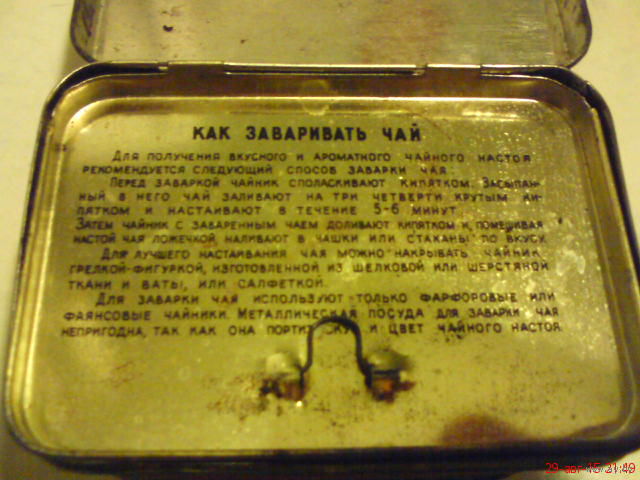 КАК ЗАВАРИВАТЬ ЧАЙ
Для получения вкусного и ароматного чайного настоя
рекомендуется следующий способ заварки чая:
Перед заваркой чайник споласкивают кипятком. Засыпан-
ный в него чай заливают на три четверти крутым ки-
пятком и настаивают в течение 5-6 минут.
Затем чайник с заваренным чаем доливают кипятком и, помешивая
настой чая ложечкой, наливают в чашки или стаканы по вкусу.
Для лучшего настаивания чая можно накрывать чайник
грелкой-фигуркой, изготовленной из шелковой или шерстяной
ткани и ваты, или салфеткой.
Для заварки чая используют только фарфоровые или
фаянсовые чайники. Металлическая посуда для заварки чая
непригодна, так как она портит вкус и цвет чайного настоя.